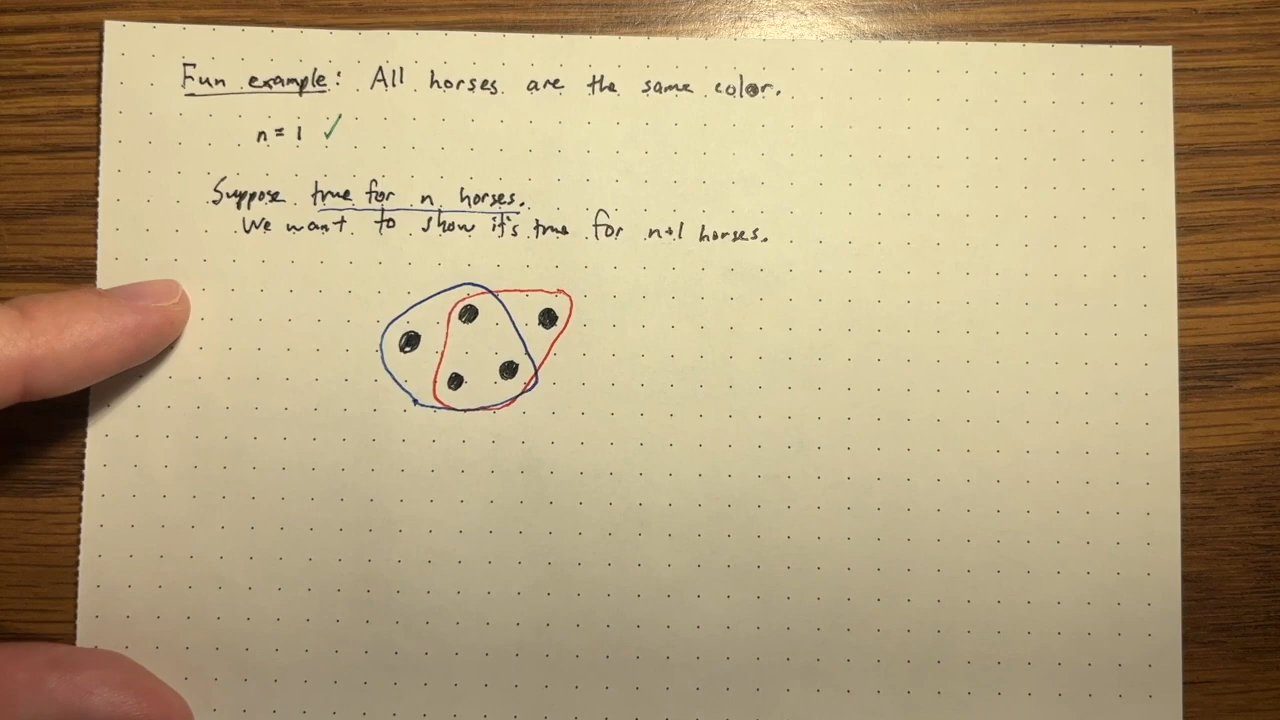 Fun example: All horses are the same color.
n = 1 ✓
Suppose true for n horses.
We want to show it's true for n+1 horses.